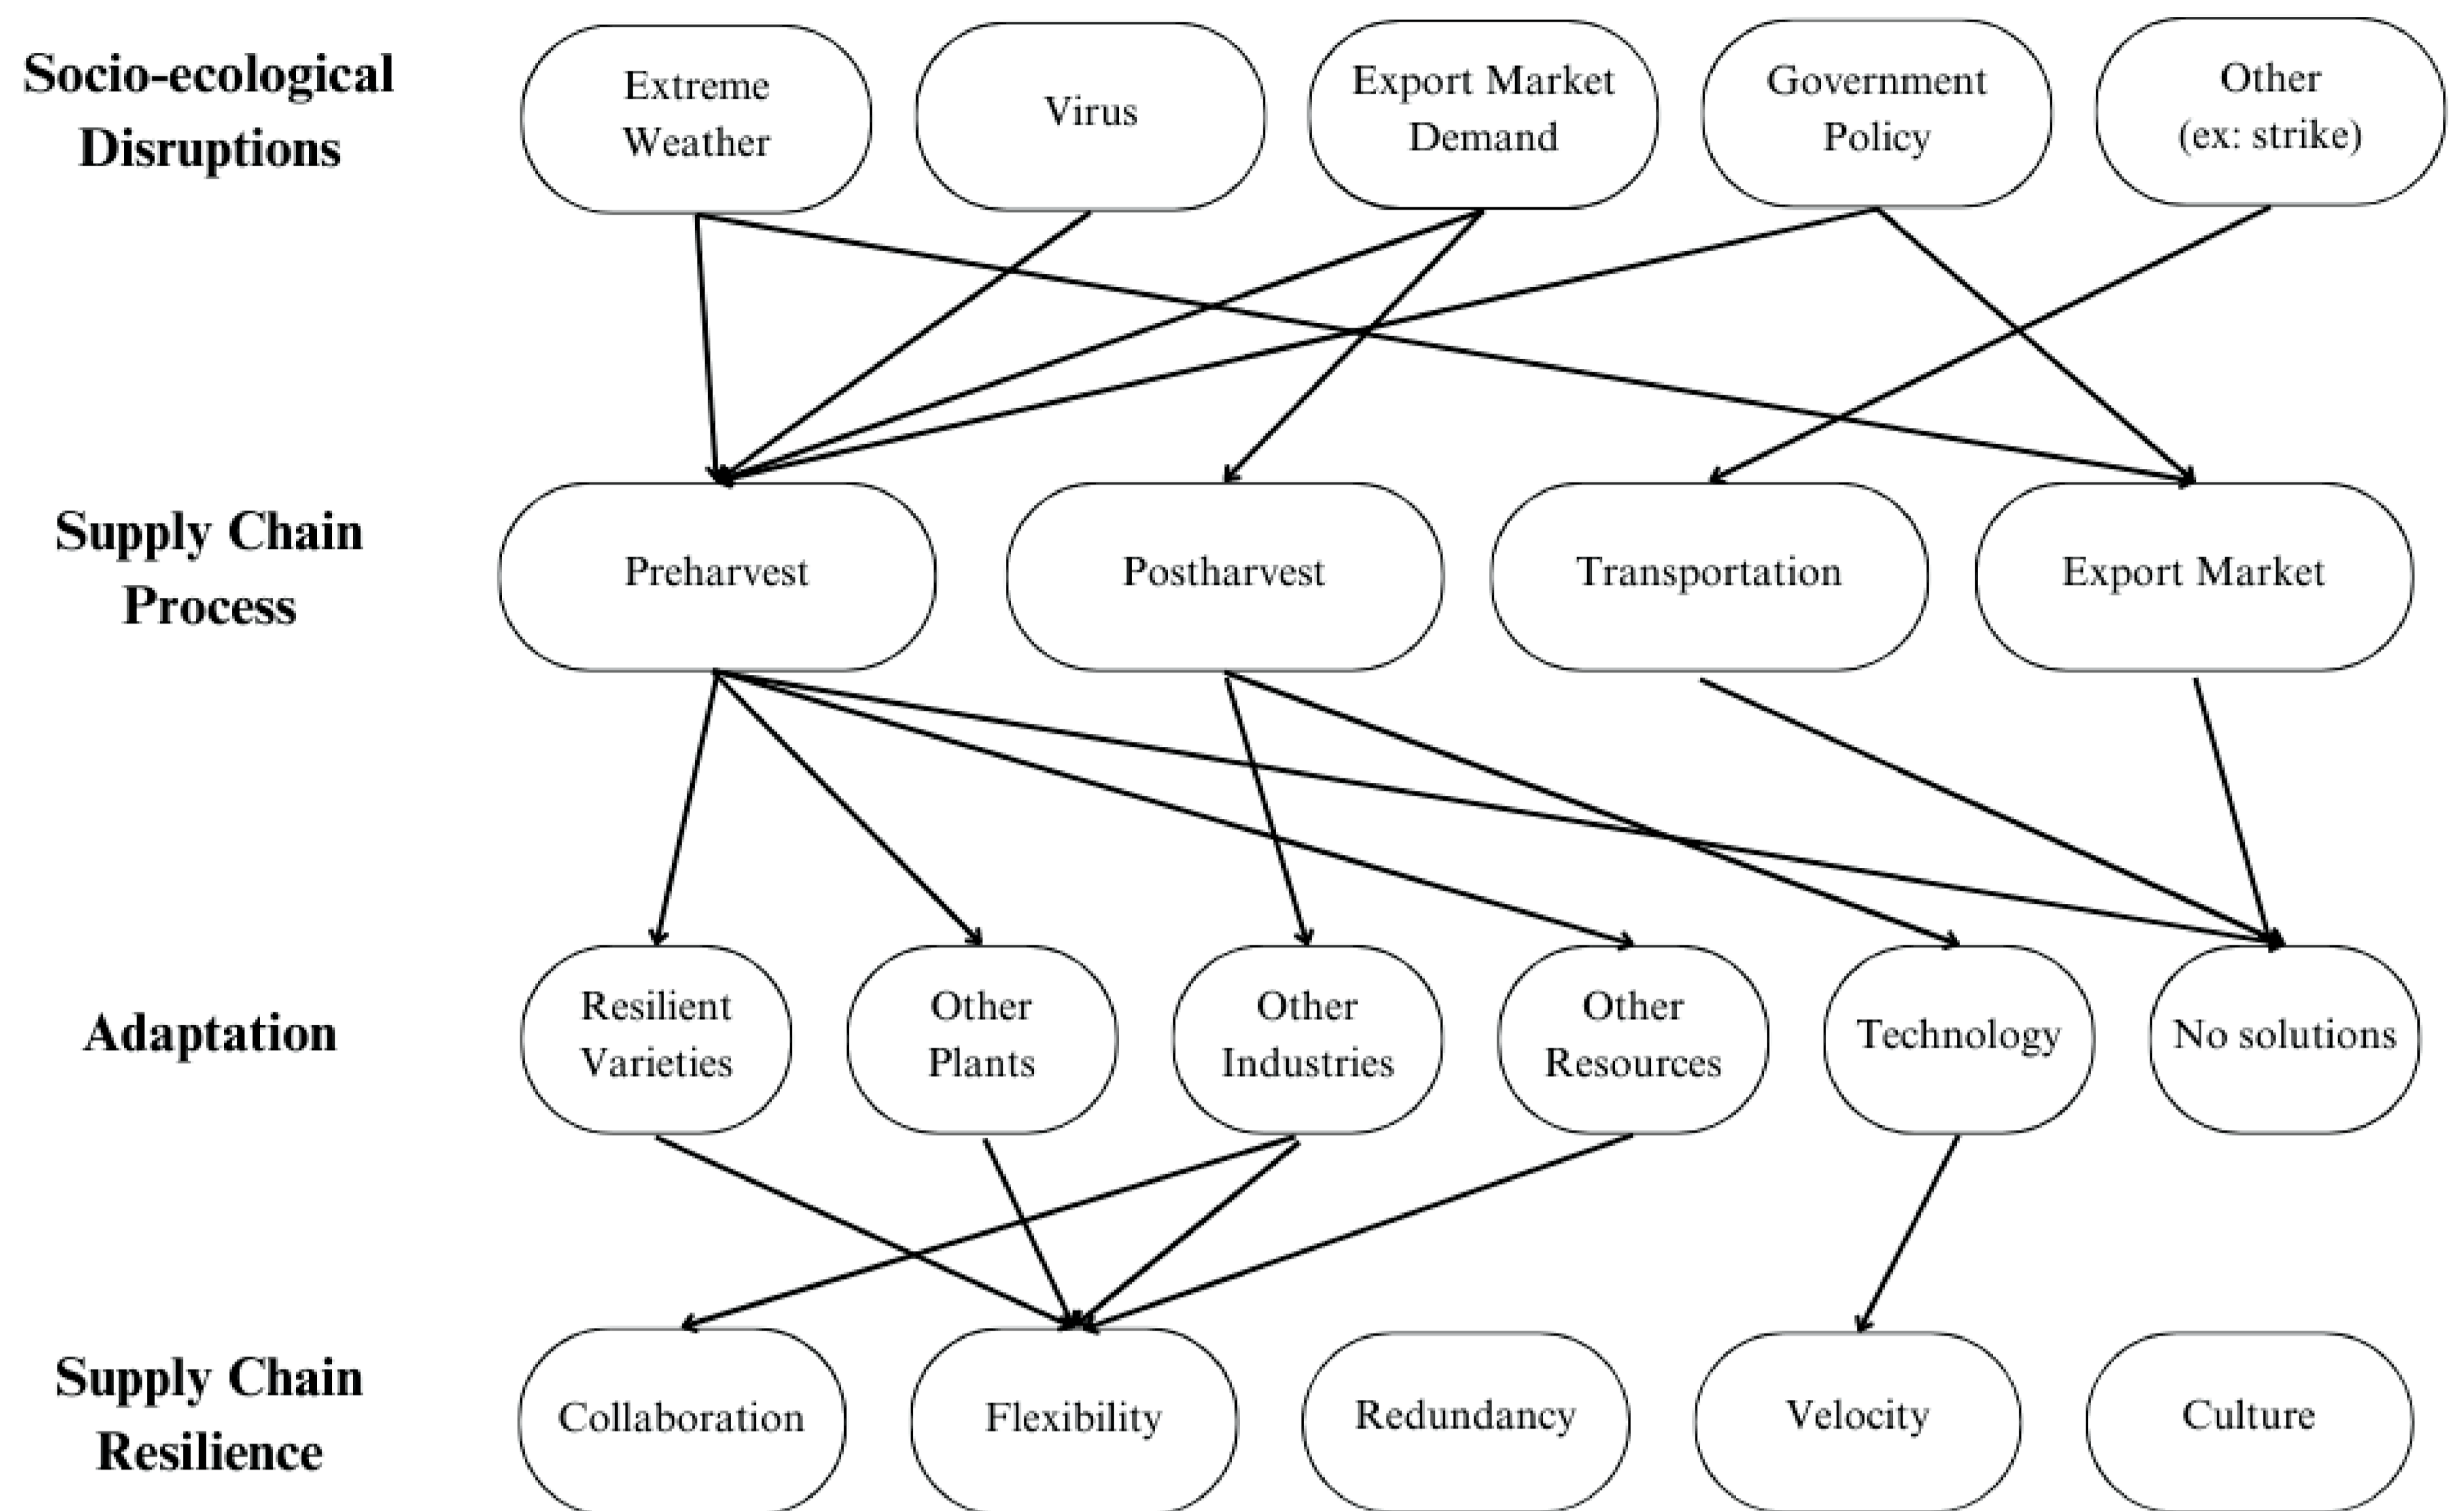 Socio-ecological
Disruptions
Extreme
Weather
Virus
Export Market
Demand
Government
Policy
Other
(ex: strike)
Supply Chain
Process
Preharvest
Postharvest
Transportation
Export Market
Adaptation
Resilient
Varieties
Other
Plants
Other
Industries
Other
Resources
Technology
No solutions
Supply Chain
Resilience
Collaboration
Flexibility
Redundancy
Velocity
Culture